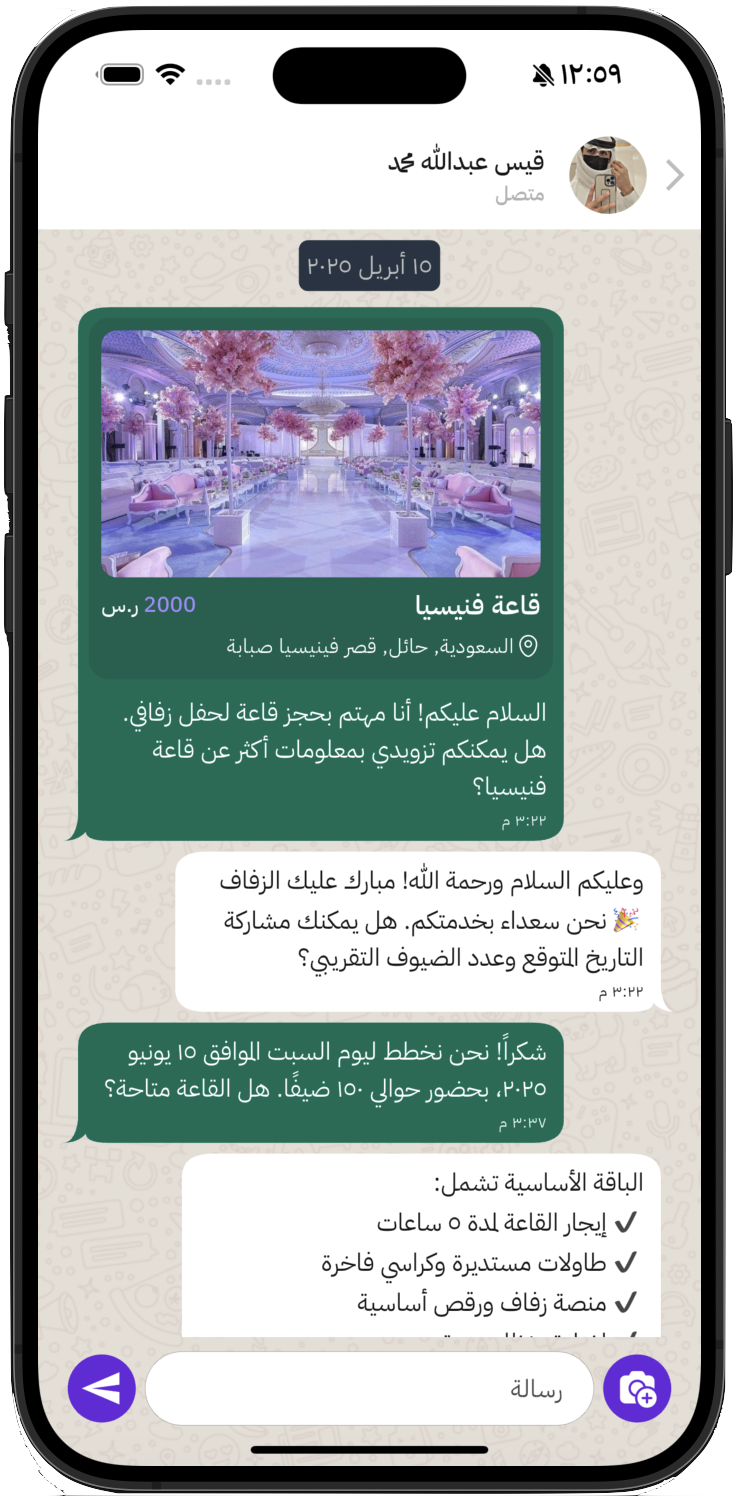 ١٢:٥٩
قيس عبدالله محمد
متصل
١٥ أبريل ٢٠٢٥
قاعة فنيسيا
2000 ر.س
السعودية, حائل, قصر فينيسيا صبابة
السلام عليكم! أنا مهتم بحجز قاعة لحفل زفافي.
هل يمكنكم تزويدي بمعلومات أكثر عن قاعة
فنيسيا؟
٣:٢٢ م
وعليكم السلام ورحمة الله! مبارك عليك الزفاف
🎉 نحن سعداء بخدمتكم. هل يمكنك مشاركة
التاريخ المتوقع وعدد الضيوف التقريبي؟
٣:٢٢ م
شكراً! نحن نخطط ليوم السبت الموافق ١٥ يونيو
٢٠٢٥، بحضور حوالي ١٥٠ ضيفًا. هل القاعة متاحة؟
٣:٣٧ م
الباقة الأساسية تشمل:
✔ إيجار القاعة لمدة ٥ ساعات
✔ طاولات مستديرة وكراسي فاخرة
✔ منصة زفاف ورقص أساسية
رسالة